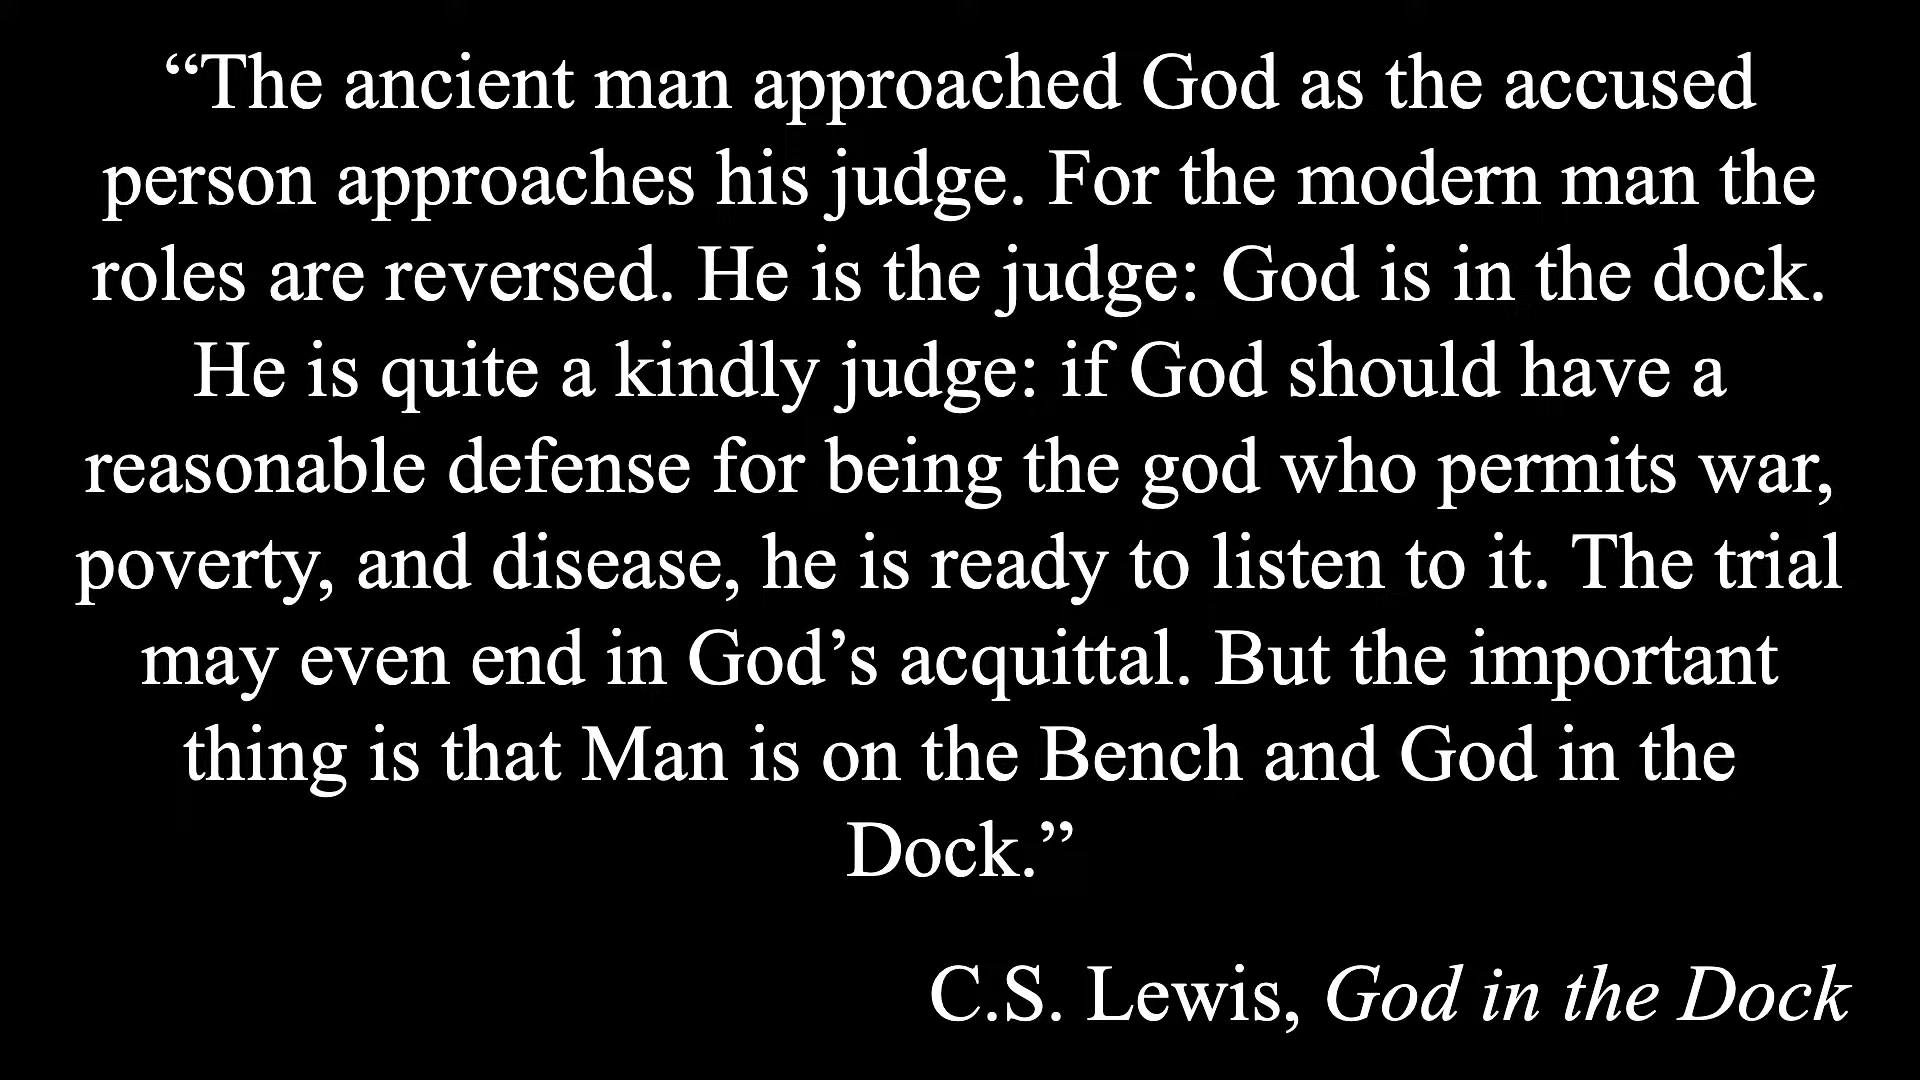 “The ancient man approached God as the accused
person approaches his judge. For the modern man the
roles are reversed. He is the judge: God is in the dock.
He is quite a kindly judge: if God should have a
reasonable defense for being the god who permits war,
poverty, and disease, he is ready to listen to it. The trial
may even end in God’s acquittal. But the important
thing is that Man is on the Bench and God in the
Dock.”
C.S. Lewis, God in the Dock